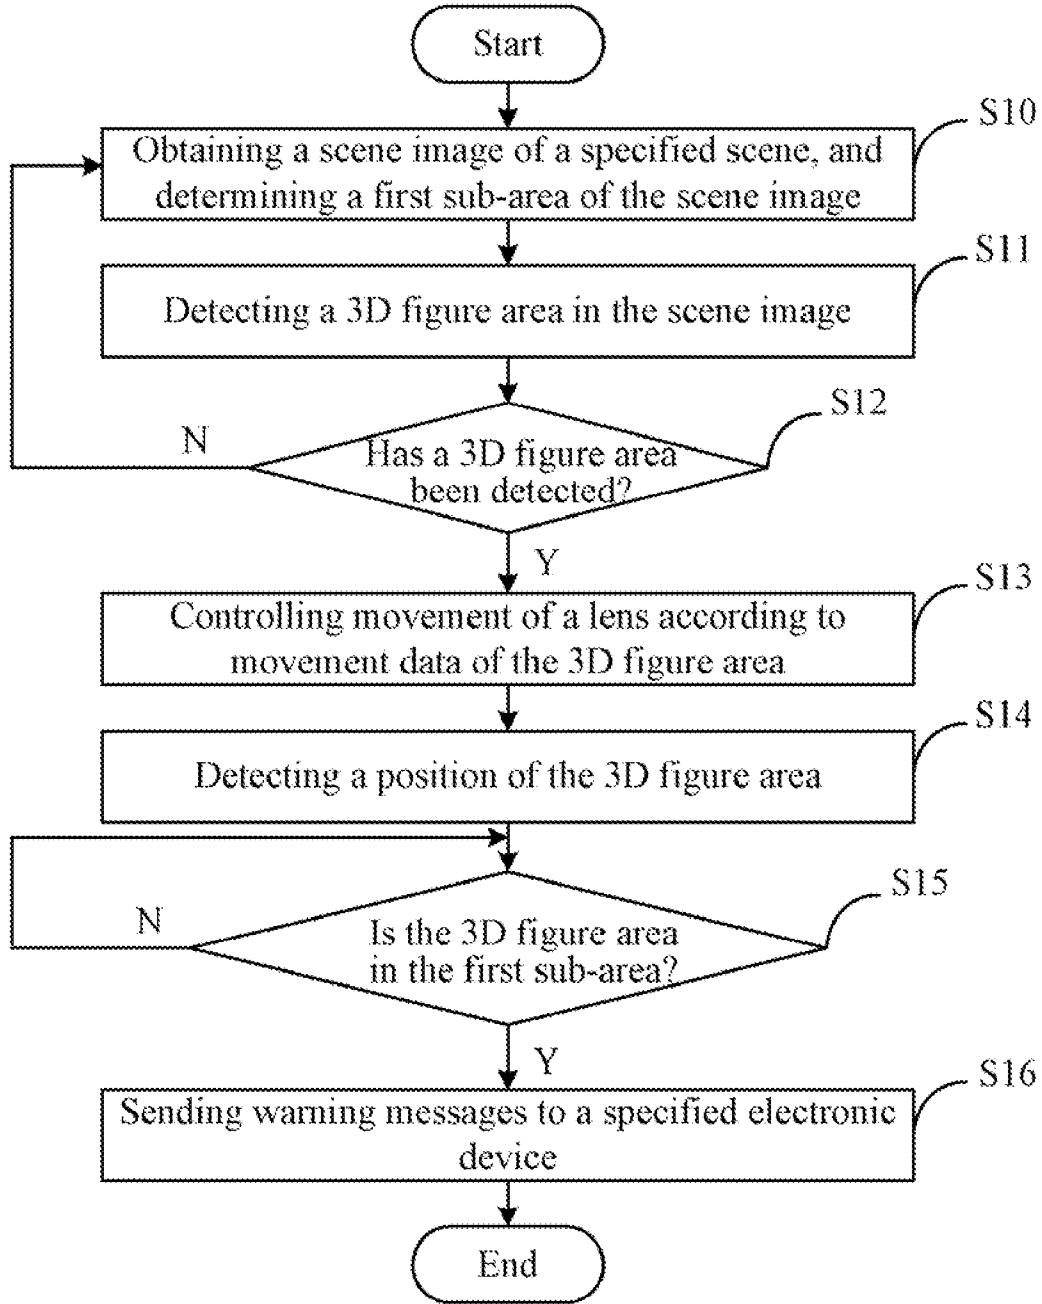 Start
S10
Obtaining a scene image of a specified scene, and
determining a first sub-area of the scene image
S11
Detecting a 3D figure area in the scene image
S12
N
Has a 3D figure area
been detected?
Y
S13
Controlling movement of a lens according to
movement data of the 3D figure area
S14
Detecting a position of the 3D figure area
S15
N
Is the 3D figure area
in the first sub-area?
Y
S16
Sending warning messages to a specified electronic
device
End